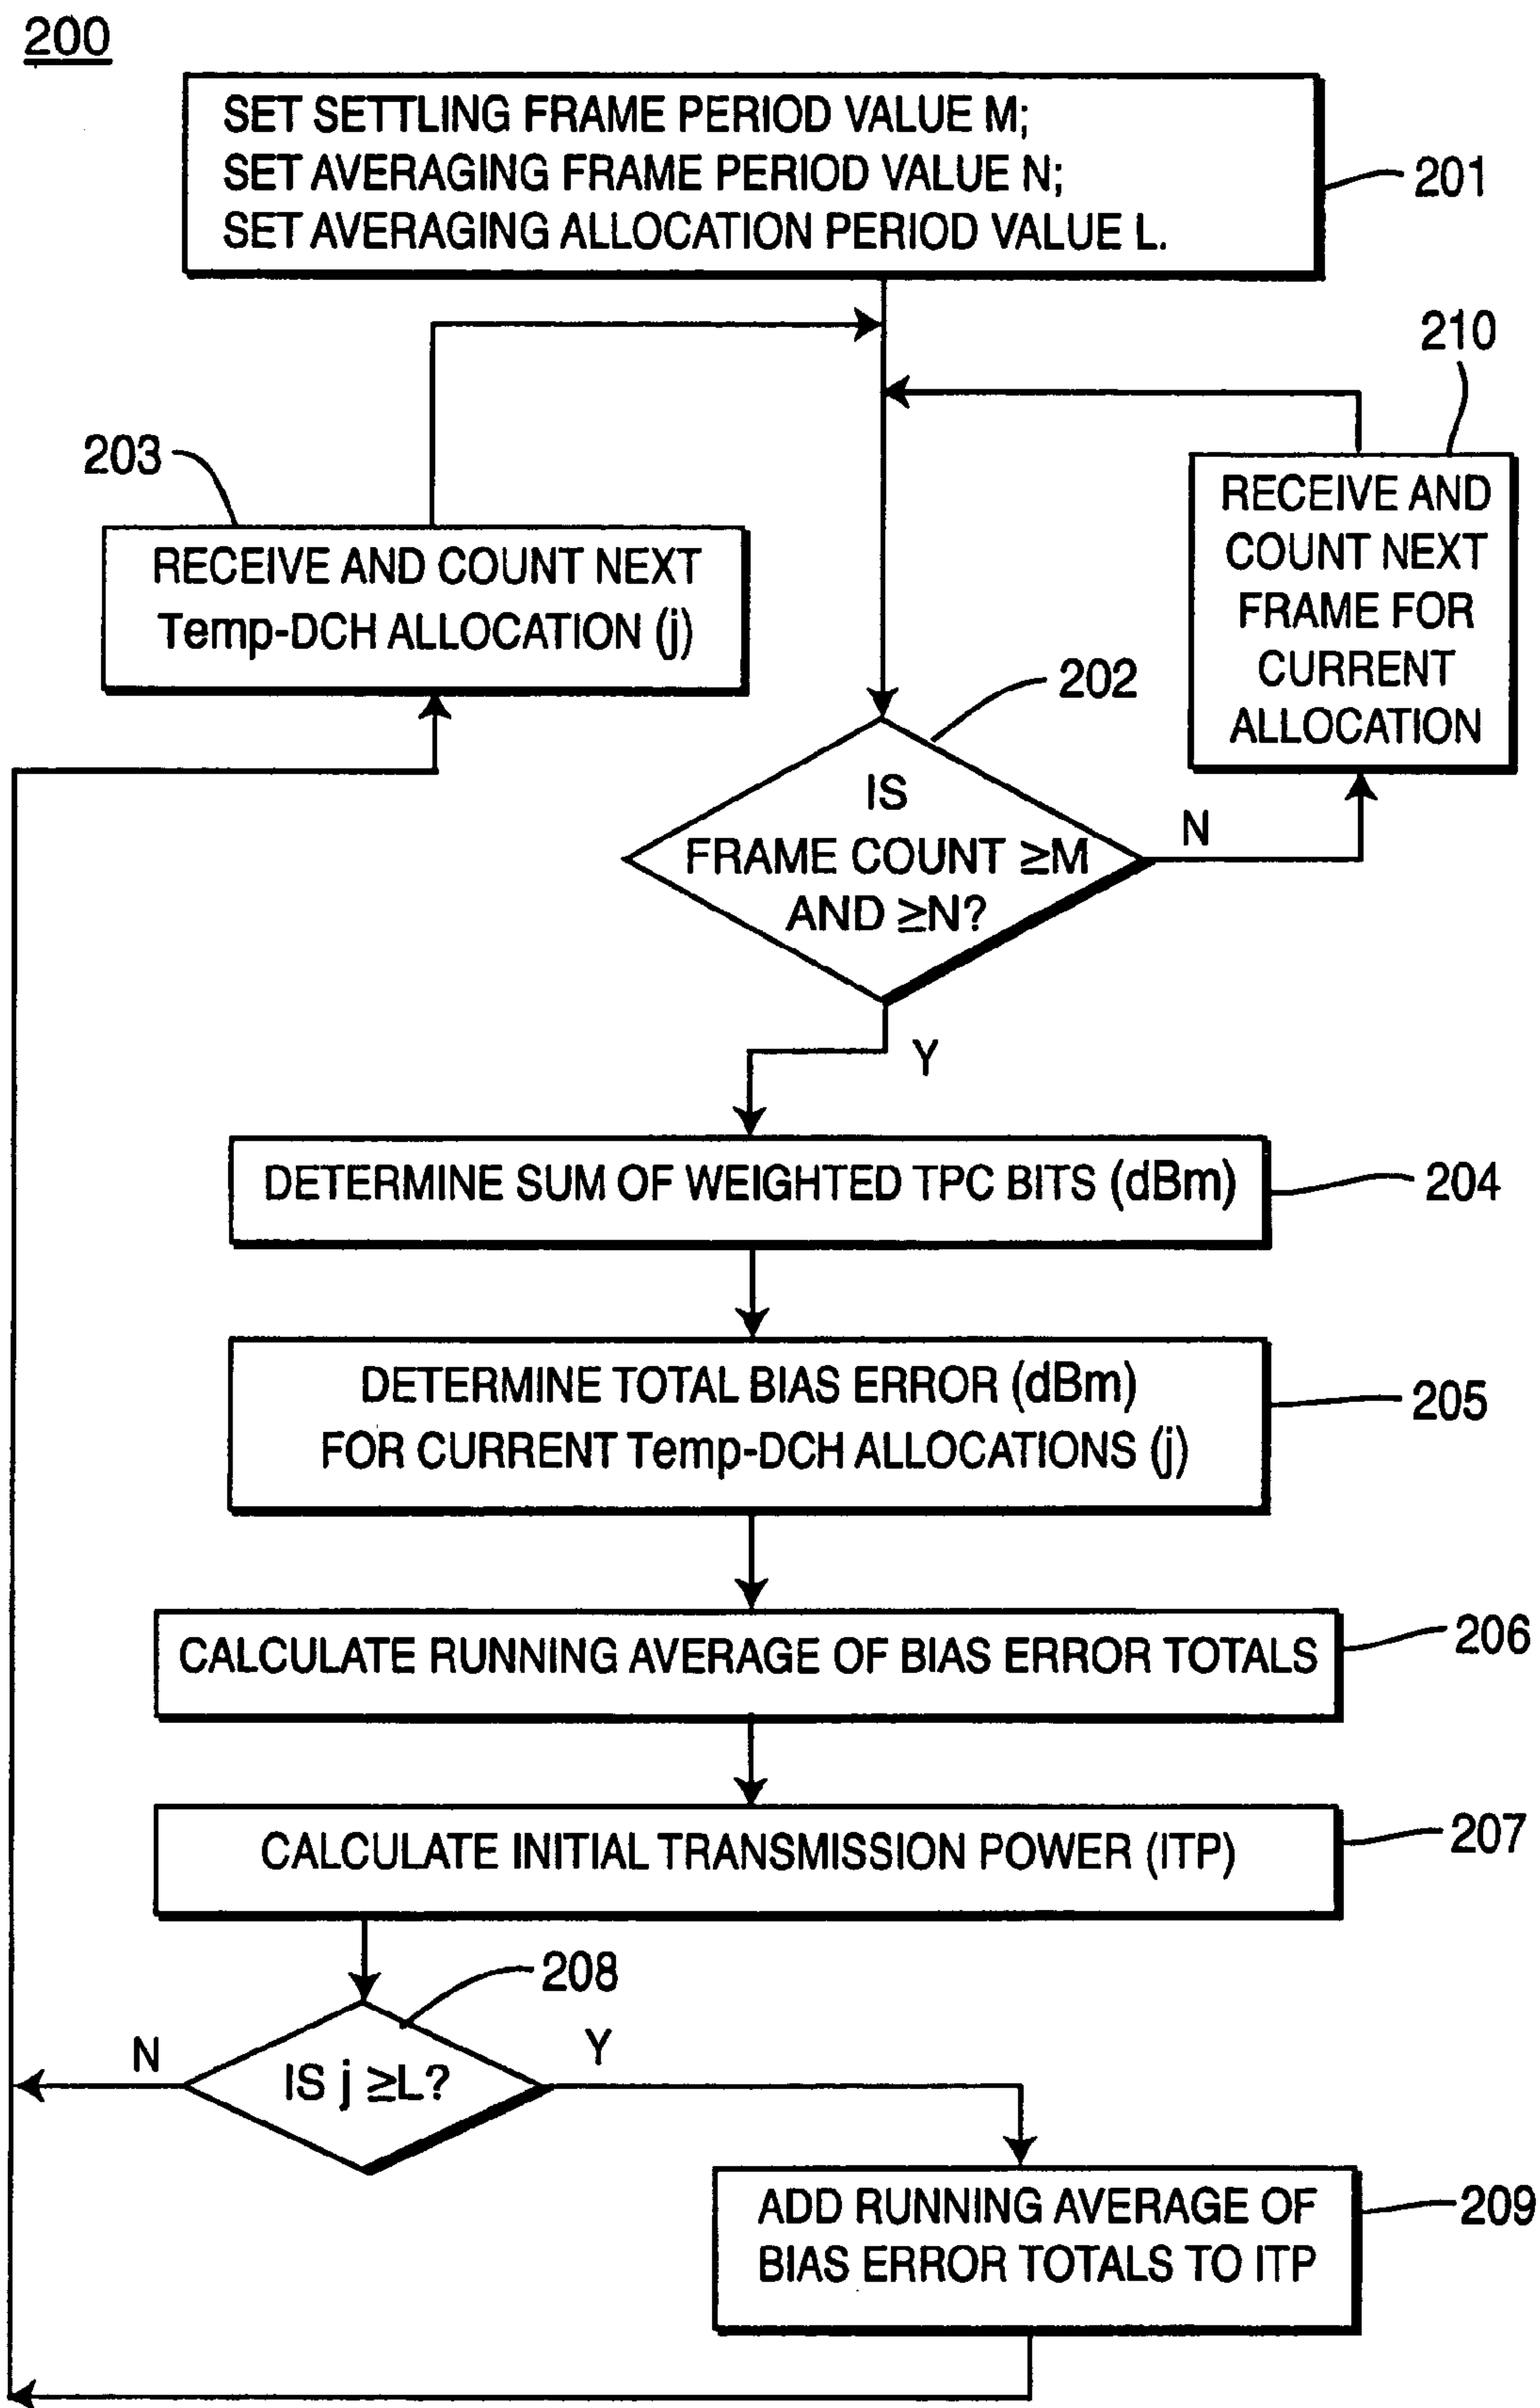 200
SET SETTLING FRAME PERIOD VALUE M;
SET AVERAGING FRAME PERIOD VALUE N;
SET AVERAGING ALLOCATION PERIOD VALUE L.
201
210
203
RECEIVE AND COUNT NEXT
Temp-DCH ALLOCATION (j)
RECEIVE AND
COUNT NEXT
FRAME FOR
CURRENT
ALLOCATION
202
IS
FRAME COUNT ≥M
AND ≥N?
N
Y
DETERMINE SUM OF WEIGHTED TPC BITS (dBm)
204
DETERMINE TOTAL BIAS ERROR (dBm)
FOR CURRENT Temp-DCH ALLOCATIONS (j)
205
CALCULATE RUNNING AVERAGE OF BIAS ERROR TOTALS
206
CALCULATE INITIAL TRANSMISSION POWER (ITP)
207
208
N
IS j ≥L?
Y
ADD RUNNING AVERAGE OF
BIAS ERROR TOTALS TO ITP
209